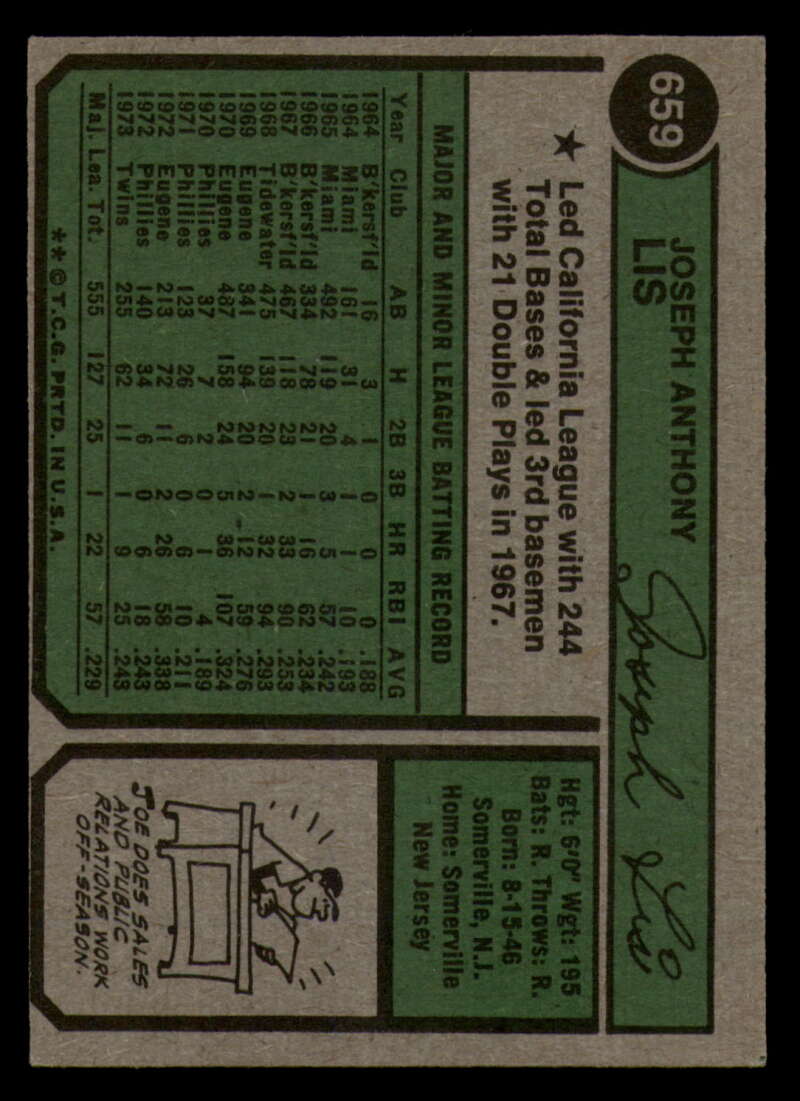 659
JOSEPH ANTHONY
LIS
Joseph Lis
★ Led California League with 244
Total Bases & led 3rd basemen
with 21 Double Plays in 1967.
MAJOR AND MINOR LEAGUE BATTING RECORD
Year Club AB H 2B 3B HR RBI AVG
1964 B'kersf'ld 16 3 1 0 0 0 .188
1964 Miami 161 31 4 1 1 10 .193
1965 Miami 492 119 20 3 5 57 .242
1966 B'kersf'ld 334 78 21 1 16 62 .234
1967 B'kersf'ld 467 118 23 2 33 90 .253
1968 Tidewater 475 139 20 1 32 94 .293
1969 Eugene 341 94 20 2 12 59 .276
1970 Eugene 487 158 24 5 36 107 .324
1970 Phillies 37 7 2 0 1 4 .189
1971 Phillies 123 26 6 0 6 10 .211
1972 Eugene 213 72 11 2 26 58 .338
1972 Phillies 140 34 6 0 6 18 .243
1973 Twins 255 62 11 1 9 25 .243
Maj. Lea. Tot. 555 127 25 1 22 57 .229
** © T.C.G. PRTD. IN U.S.A.
Hgt: 6'0" Wgt: 195
Bats: R. Throws: R.
Born: 8-15-46
Somerville, N.J.
Home: Somerville
New Jersey
JOE DOES SALES
AND PUBLIC
RELATIONS WORK
OFF-SEASON.